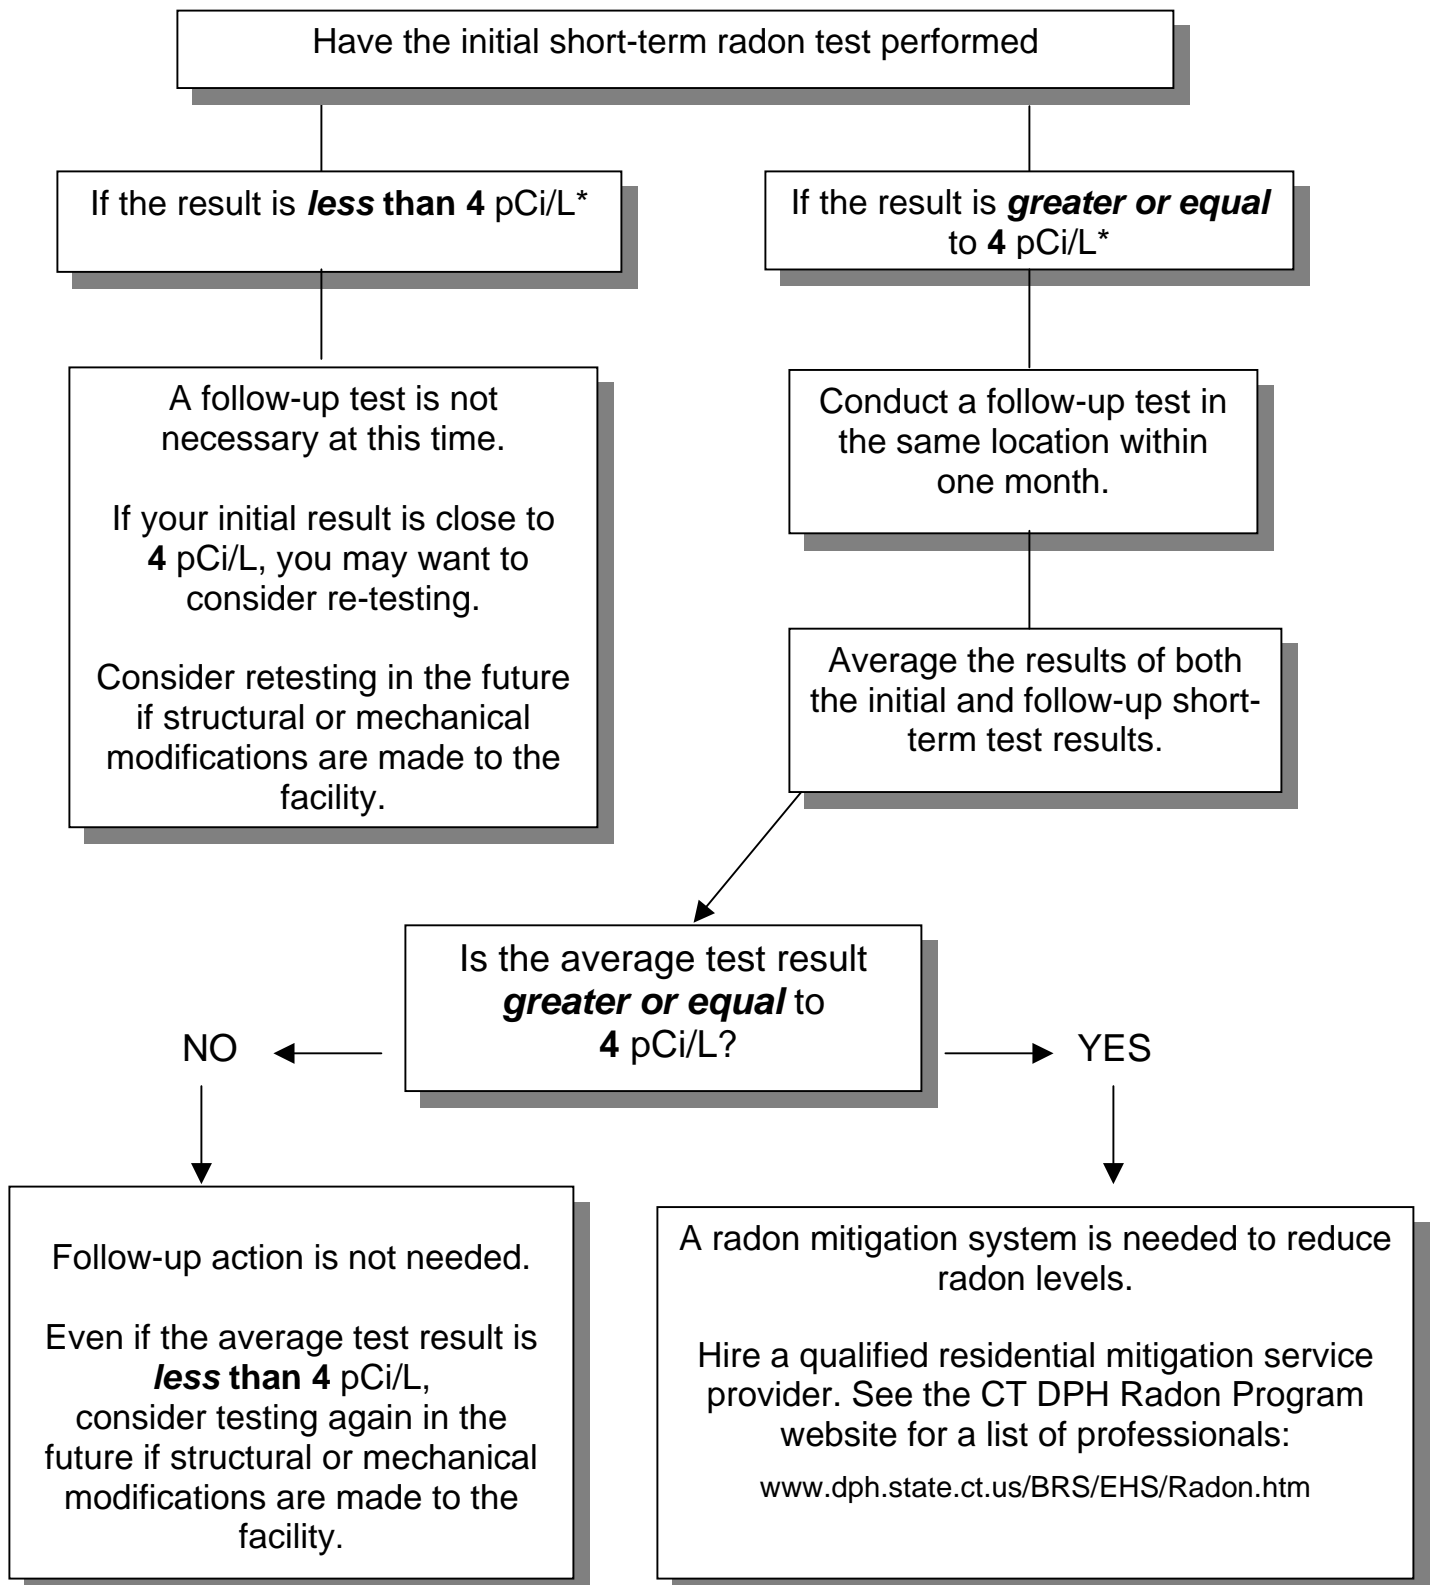 Have the initial short-term radon test performed
If the result is less than 4 pCi/L*
If the result is greater or equal
to 4 pCi/L*
A follow-up test is not
necessary at this time.
If your initial result is close to
4 pCi/L, you may want to
consider re-testing.
Consider retesting in the future
if structural or mechanical
modifications are made to the
facility.
Conduct a follow-up test in
the same location within
one month.
Average the results of both
the initial and follow-up short-
term test results.
Is the average test result
greater or equal to
4 pCi/L?
NO
YES
Follow-up action is not needed.
Even if the average test result is
less than 4 pCi/L,
consider testing again in the
future if structural or mechanical
modifications are made to the
facility.
A radon mitigation system is needed to reduce
radon levels.
Hire a qualified residential mitigation service
provider. See the CT DPH Radon Program
website for a list of professionals:
www.dph.state.ct.us/BRS/EHS/Radon.htm